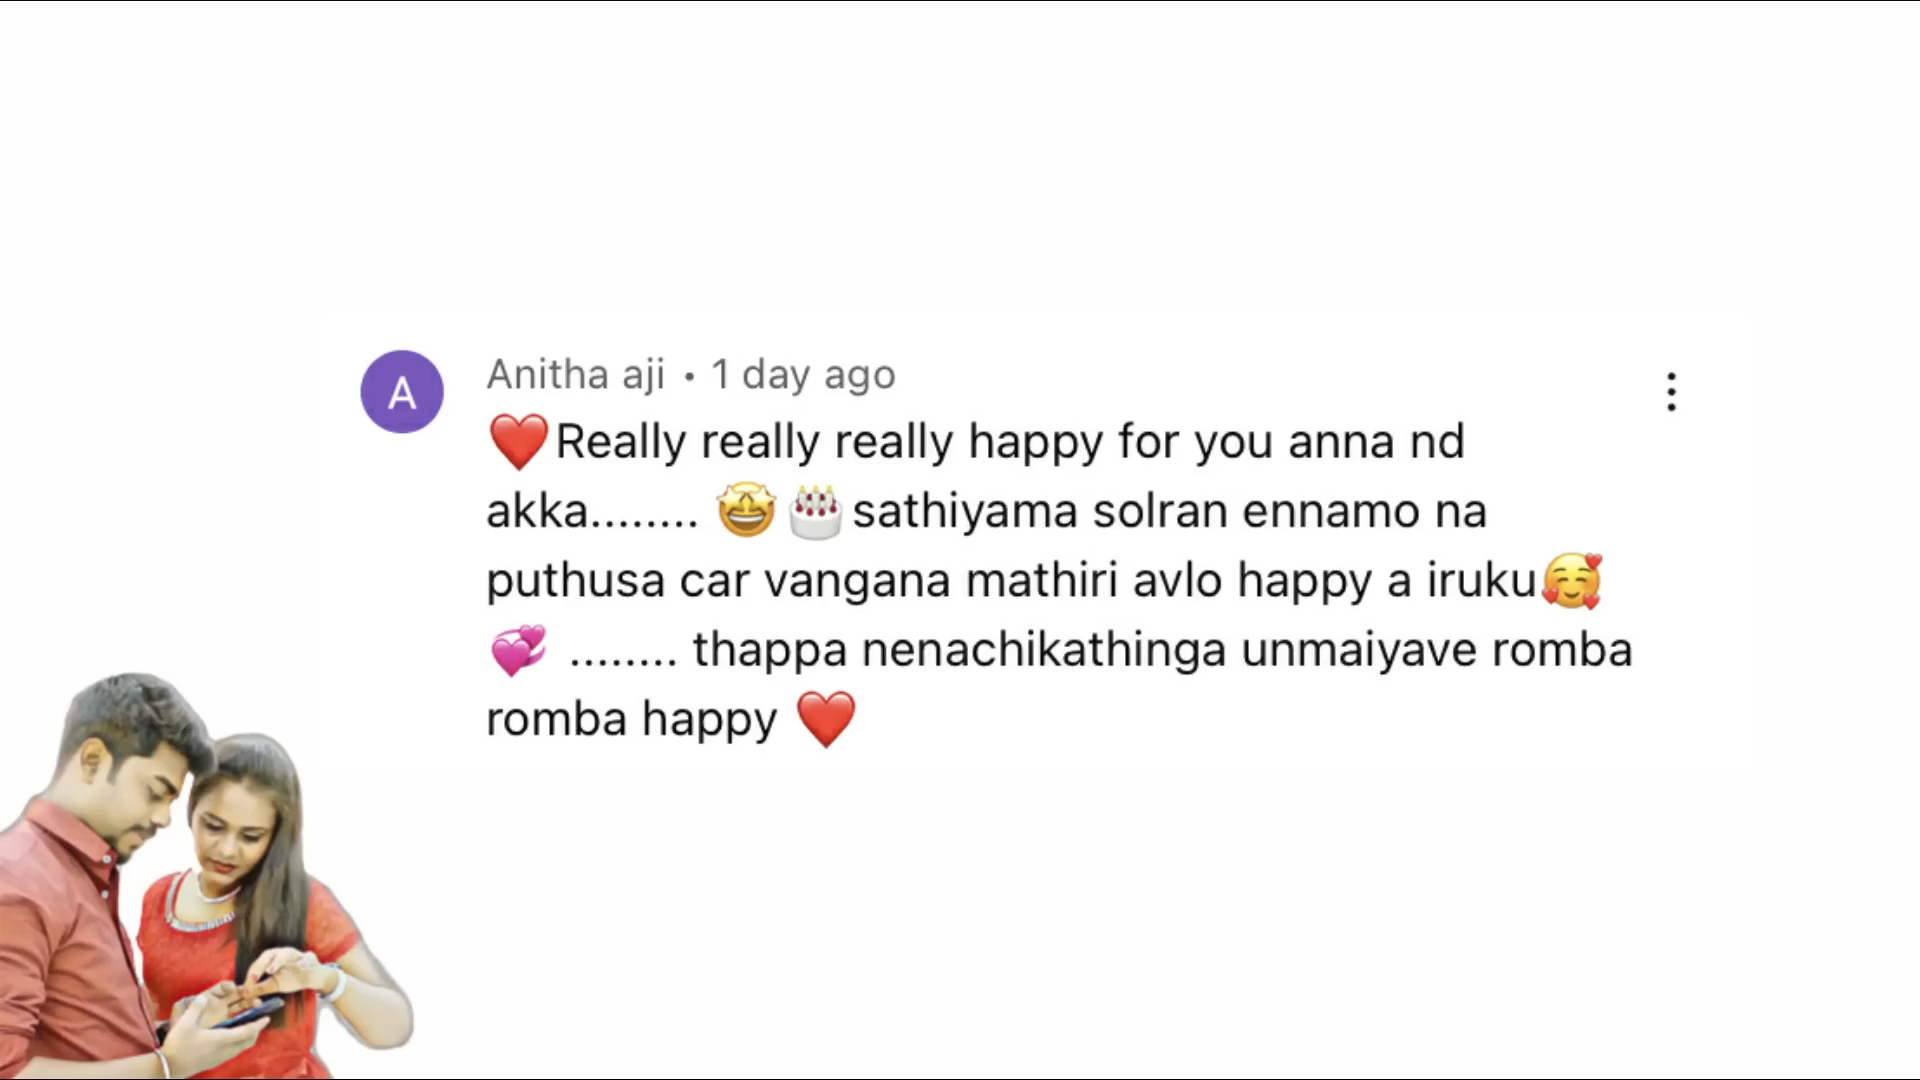 A
Anitha aji • 1 day ago
❤️Really really really happy for you anna nd
akka........ 🤩🎂sathiyama solran ennamo na
puthusa car vangana mathiri avlo happy a iruku🥰
💞 ........ thappa nenachikathinga unmaiyave romba
romba happy ❤️